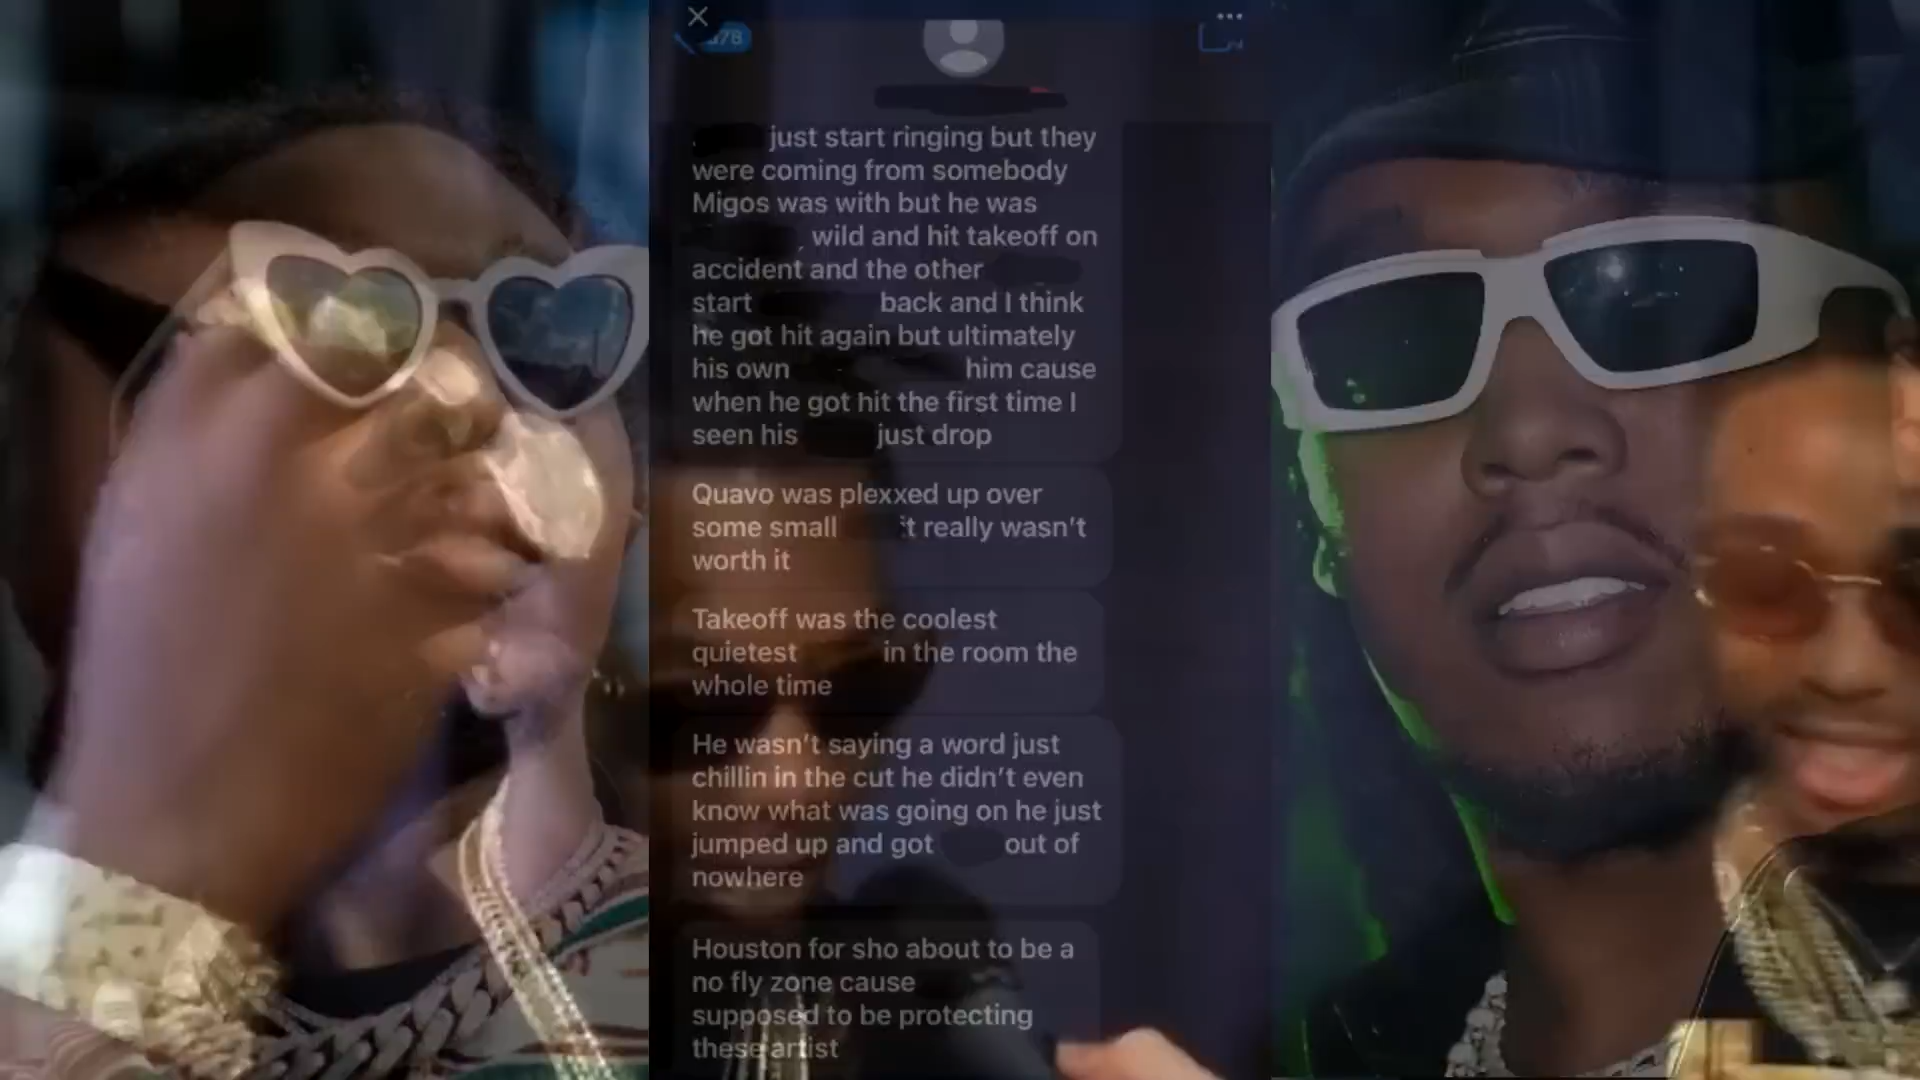 just start ringing but they
were coming from somebody
Migos was with but he was
, wild and hit takeoff on
accident and the other
start back and I think
he got hit again but ultimately
his own him cause
when he got hit the first time I
seen his just drop
Quavo was plexxed up over
some small it really wasn't
worth it
Takeoff was the coolest
quietest in the room the
whole time
He wasn't saying a word just
chillin in the cut he didn't even
know what was going on he just
jumped up and got out of
nowhere
Houston for sho about to be a
no fly zone cause
supposed to be protecting
these artist